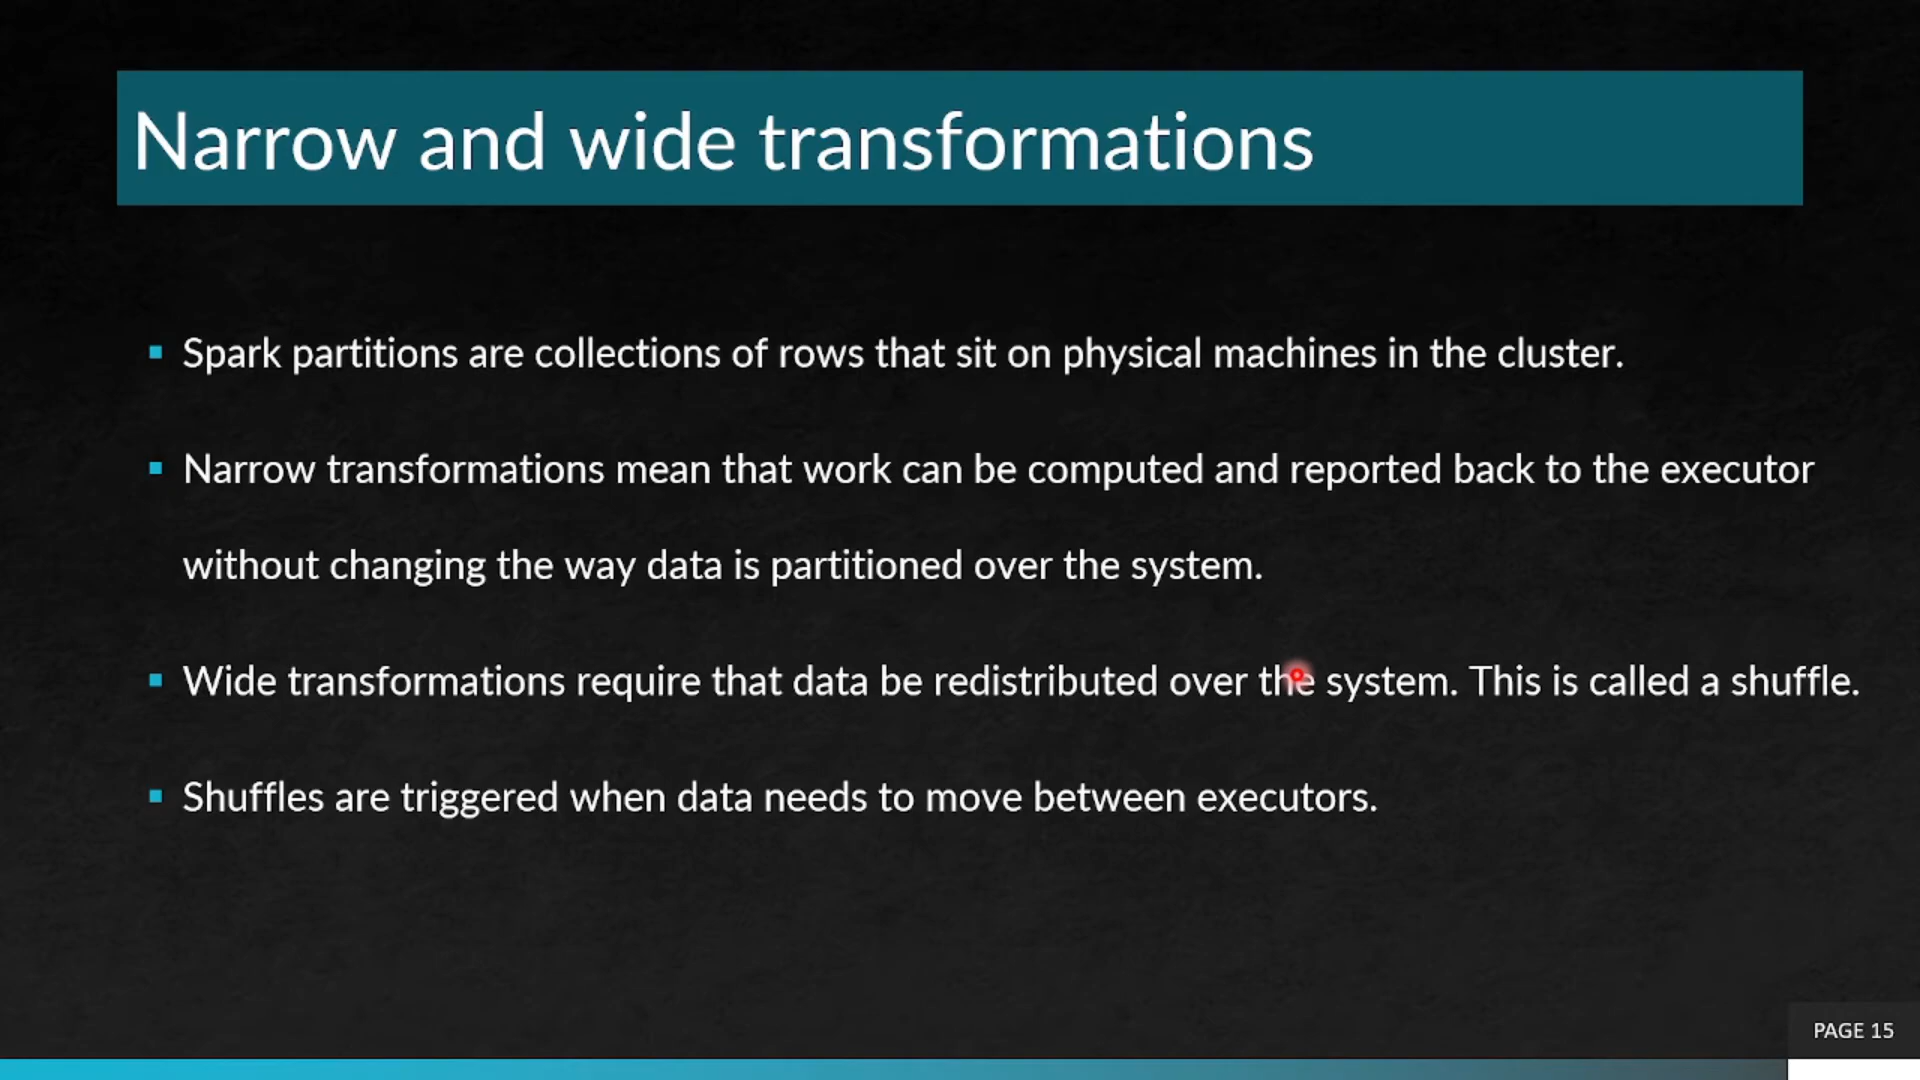 Narrow and wide transformations
Spark partitions are collections of rows that sit on physical machines in the cluster.
Narrow transformations mean that work can be computed and reported back to the executor
without changing the way data is partitioned over the system.
Wide transformations require that data be redistributed over the system. This is called a shuffle.
Shuffles are triggered when data needs to move between executors.
PAGE 15